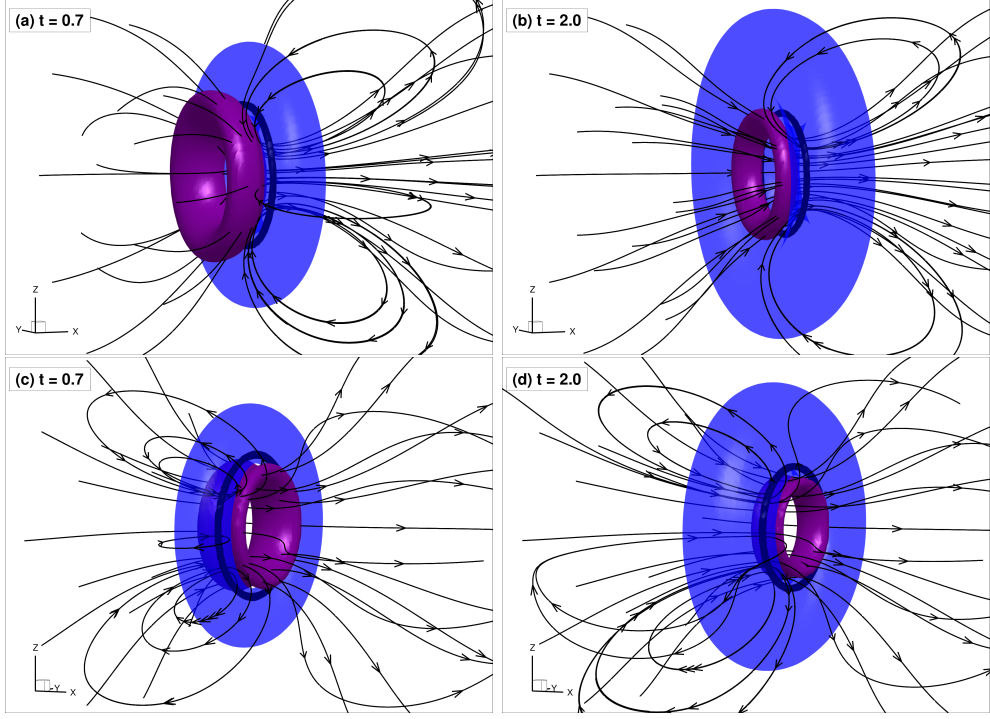 (a) t = 0.7
Z
Y
X
(b) t = 2.0
Z
Y
X
(c) t = 0.7
Z
-Y
X
(d) t = 2.0
Z
-Y
X